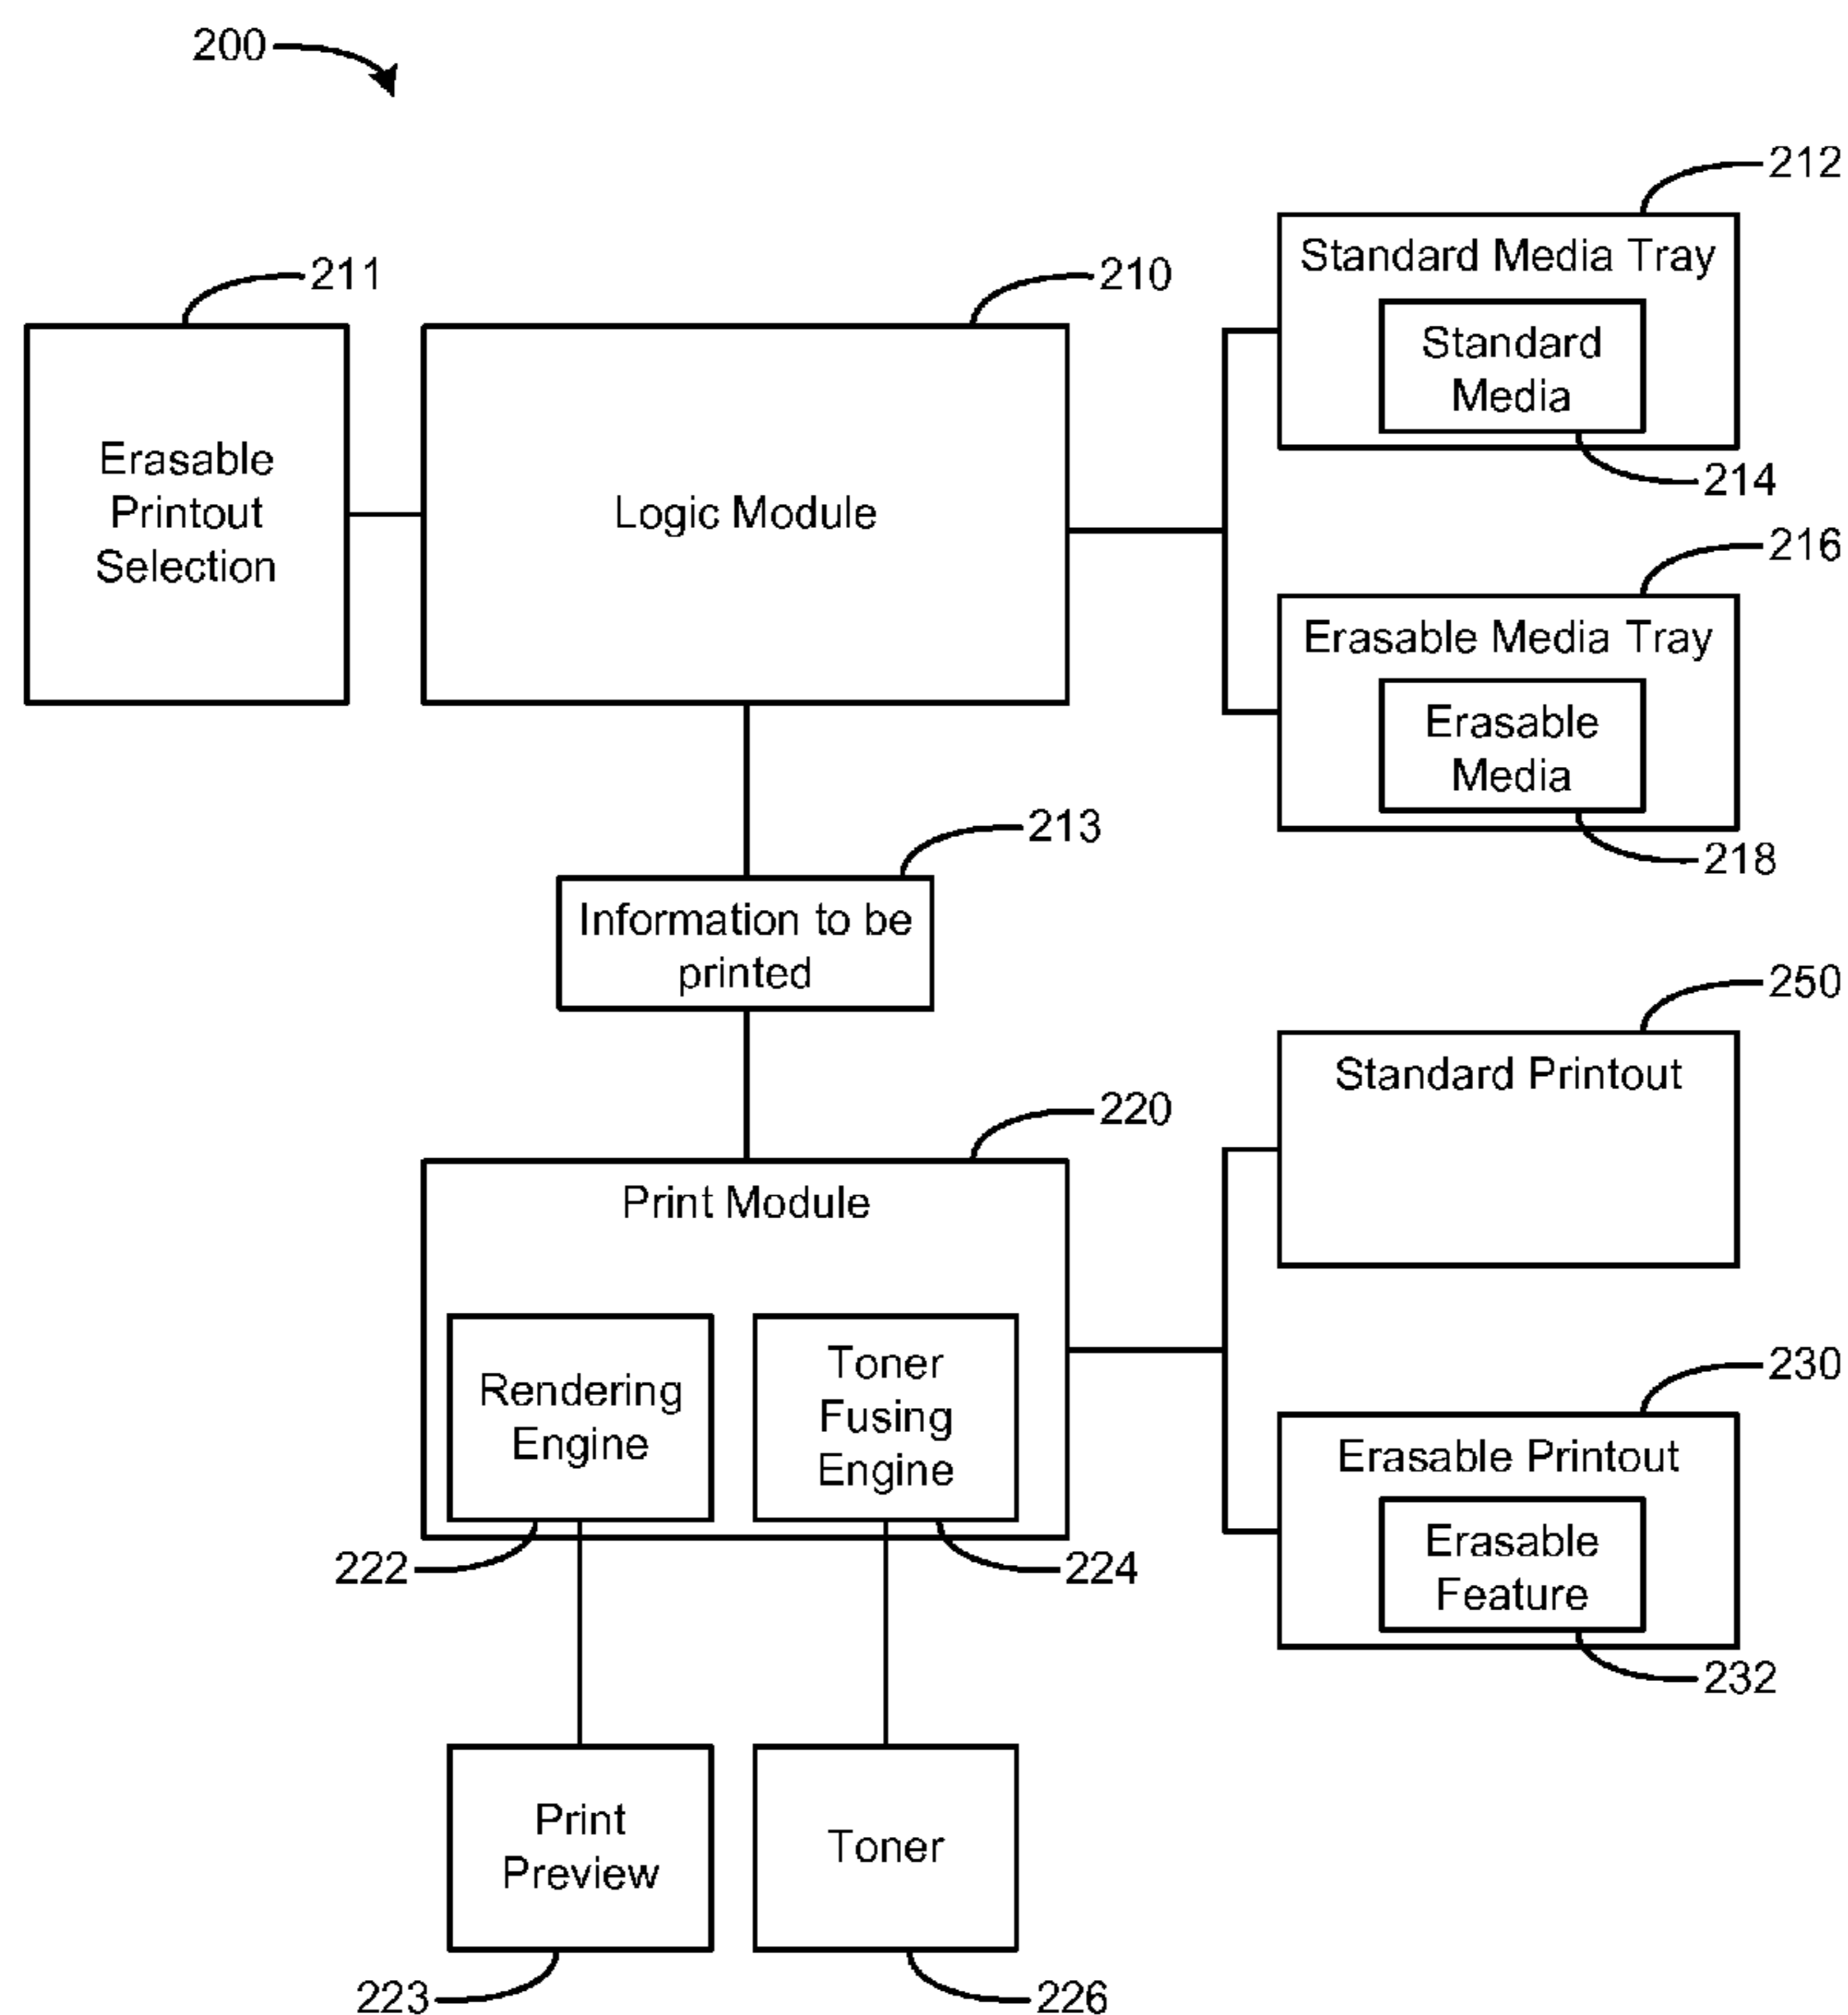 200
212
Standard Media Tray
Standard
Media
214
211
210
Erasable
Printout
Selection
Logic Module
216
Erasable Media Tray
Erasable
Media
218
213
Information to be
printed
250
Standard Printout
220
Print Module
Rendering
Engine
Toner
Fusing
Engine
222
224
230
Erasable Printout
Erasable
Feature
232
Print
Preview
Toner
223
226